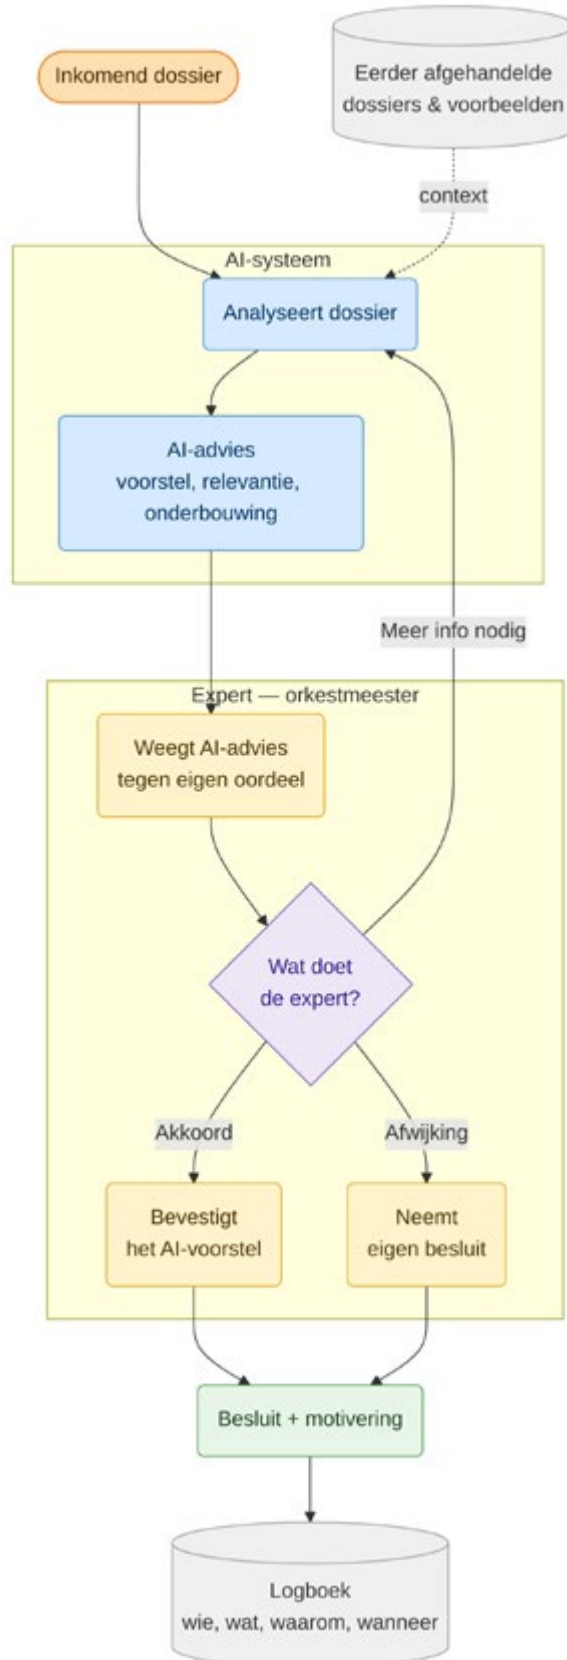 Inkomend dossier
Eerder afgehandelde
dossiers & voorbeelden
context
AI-systeem
Analyseert dossier
AI-advies
voorstel, relevantie,
onderbouwing
Meer info nodig
Expert — orkestmeester
Weegt AI-advies
tegen eigen oordeel
Wat doet
de expert?
Akkoord
Afwijking
Bevestigt
het AI-voorstel
Neemt
eigen besluit
Besluit + motivering
Logboek
wie, wat, waarom, wanneer